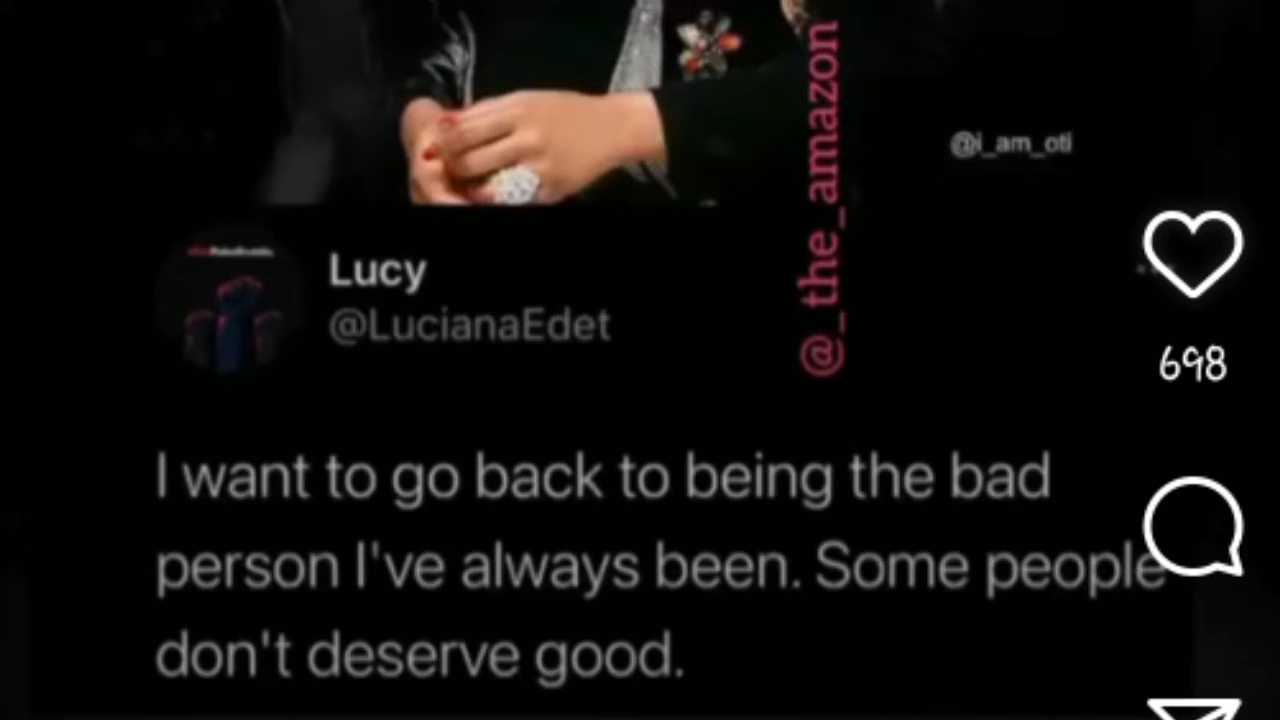 @_the_amazon
@i_am_oti
Lucy
@LucianaEdet
698
I want to go back to being the bad
person I've always been. Some people
don't deserve good.